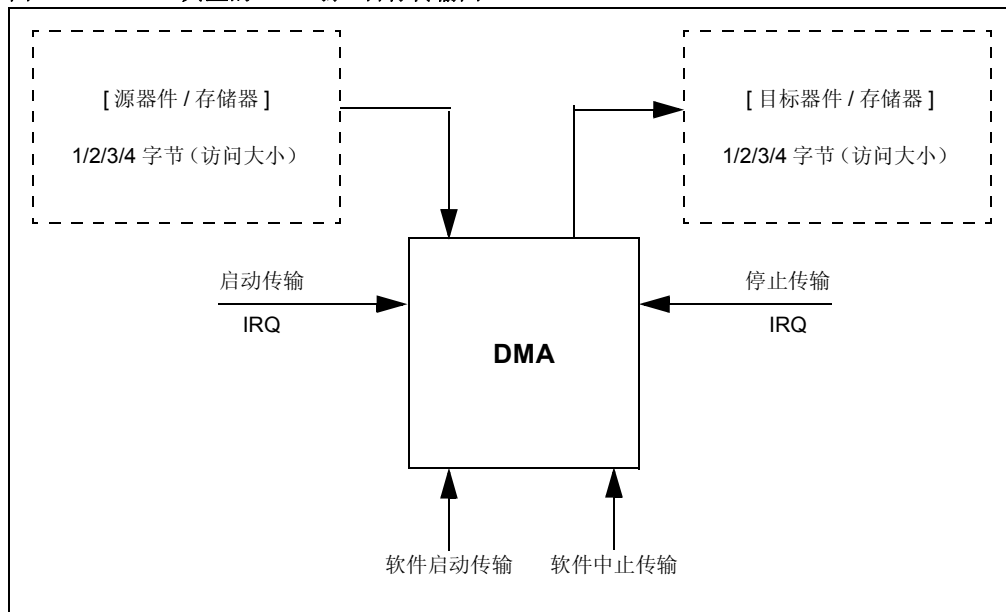 [ 源器件 / 存储器 ]
1/2/3/4 字节（访问大小）
[ 目标器件 / 存储器 ]
1/2/3/4 字节（访问大小）
启动传输
IRQ
停止传输
IRQ
DMA
软件启动传输
软件中止传输